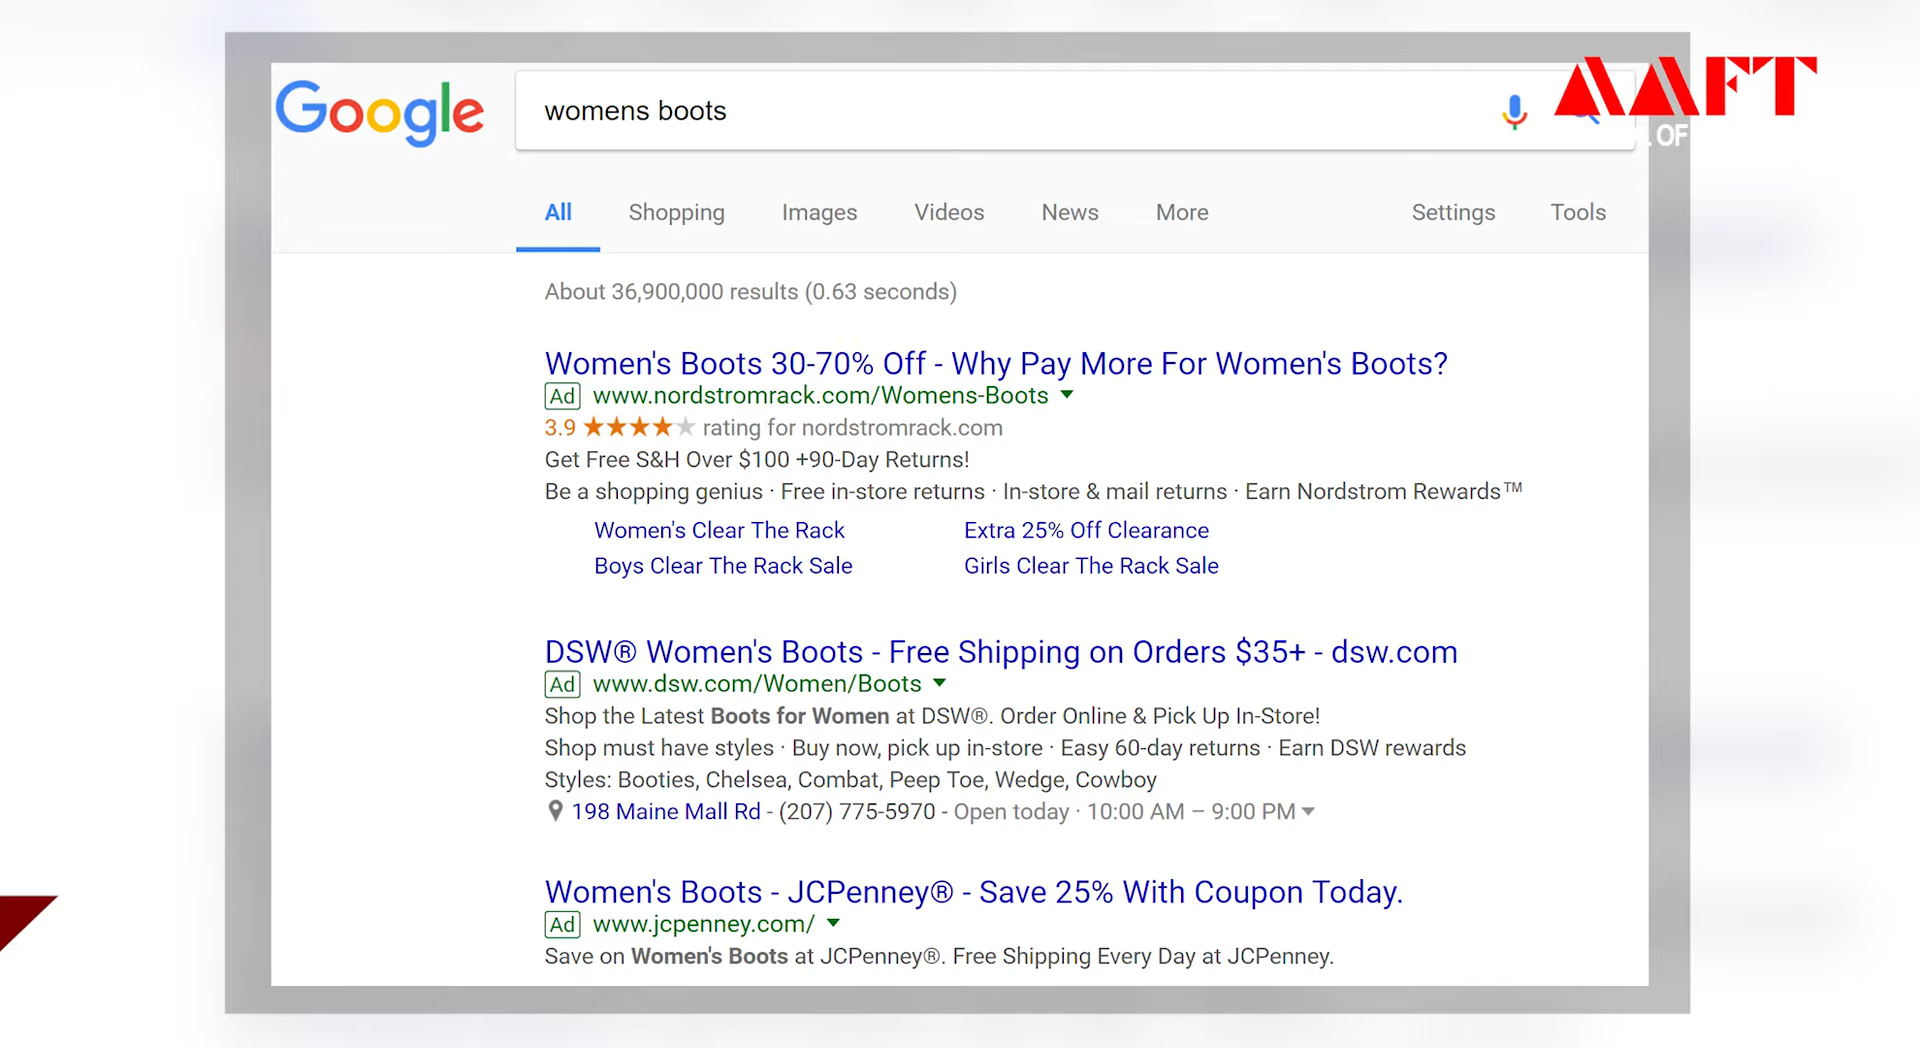 Google
womens boots
AAFT
OF
All Shopping Images Videos News More Settings Tools
About 36,900,000 results (0.63 seconds)
Women's Boots 30-70% Off - Why Pay More For Women's Boots?
Ad www.nordstromrack.com/Womens-Boots
3.9 ★★★★★ rating for nordstromrack.com
Get Free S&H Over $100 +90-Day Returns!
Be a shopping genius · Free in-store returns · In-store & mail returns · Earn Nordstrom Rewards™
Women's Clear The Rack Extra 25% Off Clearance
Boys Clear The Rack Sale Girls Clear The Rack Sale
DSW® Women's Boots - Free Shipping on Orders $35+ - dsw.com
Ad www.dsw.com/Women/Boots
Shop the Latest Boots for Women at DSW®. Order Online & Pick Up In-Store!
Shop must have styles · Buy now, pick up in-store · Easy 60-day returns · Earn DSW rewards
Styles: Booties, Chelsea, Combat, Peep Toe, Wedge, Cowboy
198 Maine Mall Rd - (207) 775-5970 - Open today · 10:00 AM – 9:00 PM
Women's Boots - JCPenney® - Save 25% With Coupon Today.
Ad www.jcpenney.com/
Save on Women's Boots at JCPenney®. Free Shipping Every Day at JCPenney.